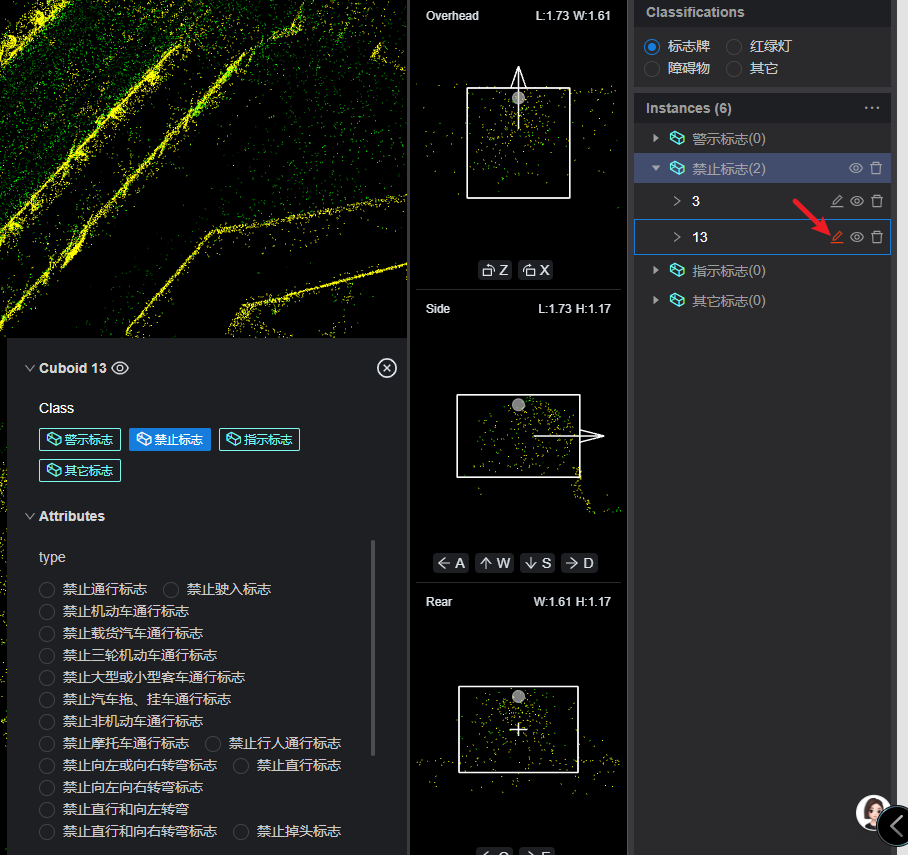 Overhead L:1.73 W:1.61
Z X
Side L:1.73 H:1.17
A W S D
Rear W:1.61 H:1.17
Classifications
标志牌 红绿灯
障碍物 其它
Instances (6) ...
警示标志(0)
禁止标志(2)
3
13
指示标志(0)
其它标志(0)
Cuboid 13
Class
警示标志 禁止标志 指示标志
其它标志
Attributes
type
禁止通行标志 禁止驶入标志
禁止机动车通行标志
禁止载货汽车通行标志
禁止三轮机动车通行标志
禁止大型或小型客车通行标志
禁止汽车拖、挂车通行标志
禁止非机动车通行标志
禁止摩托车通行标志 禁止行人通行标志
禁止向左或向右转弯标志 禁止直行标志
禁止向左向右转弯标志
禁止直行和向左转弯
禁止直行和向右转弯标志 禁止掉头标志